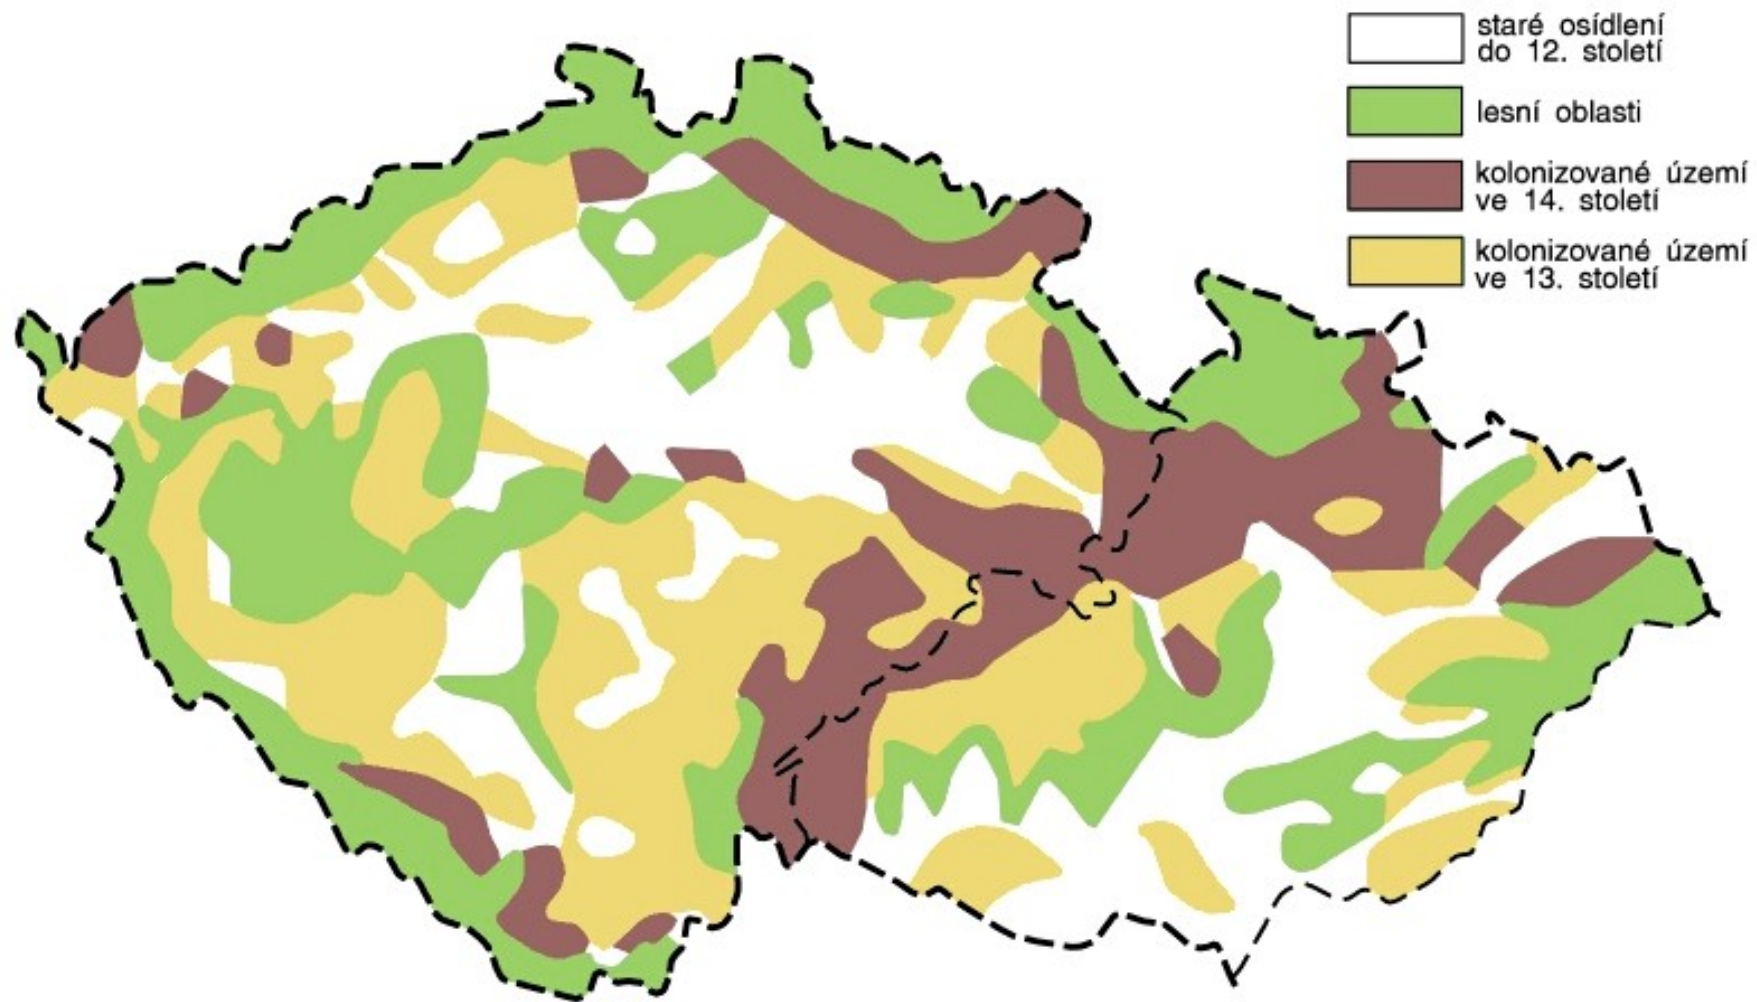 staré osídlení
do 12. století
lesní oblasti
kolonizované území
ve 14. století
kolonizované území
ve 13. století